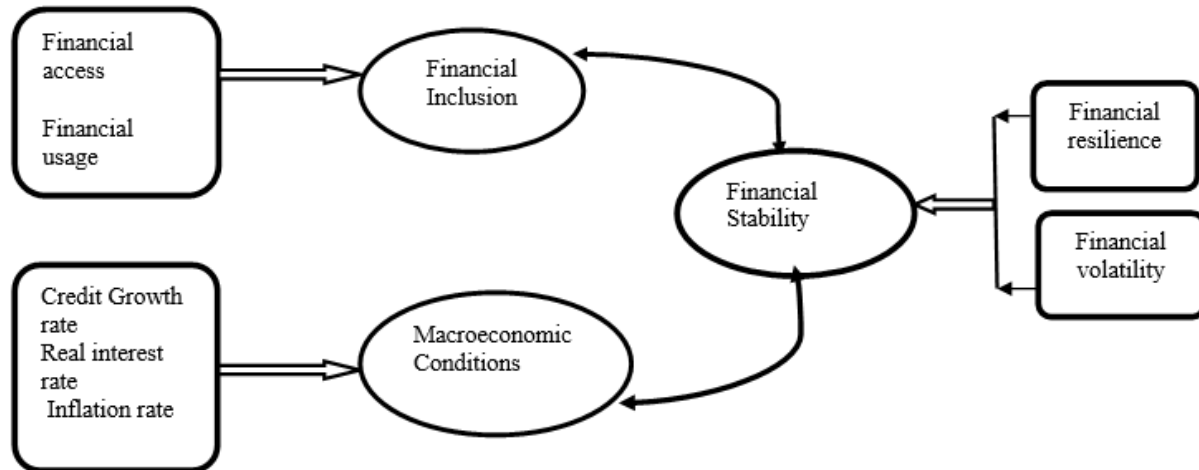 Financial
access
Financial
usage
Financial
Inclusion
Financial
resilience
Financial
Stability
Financial
volatility
Credit Growth
rate
Real interest
rate
Inflation rate
Macroeconomic
Conditions